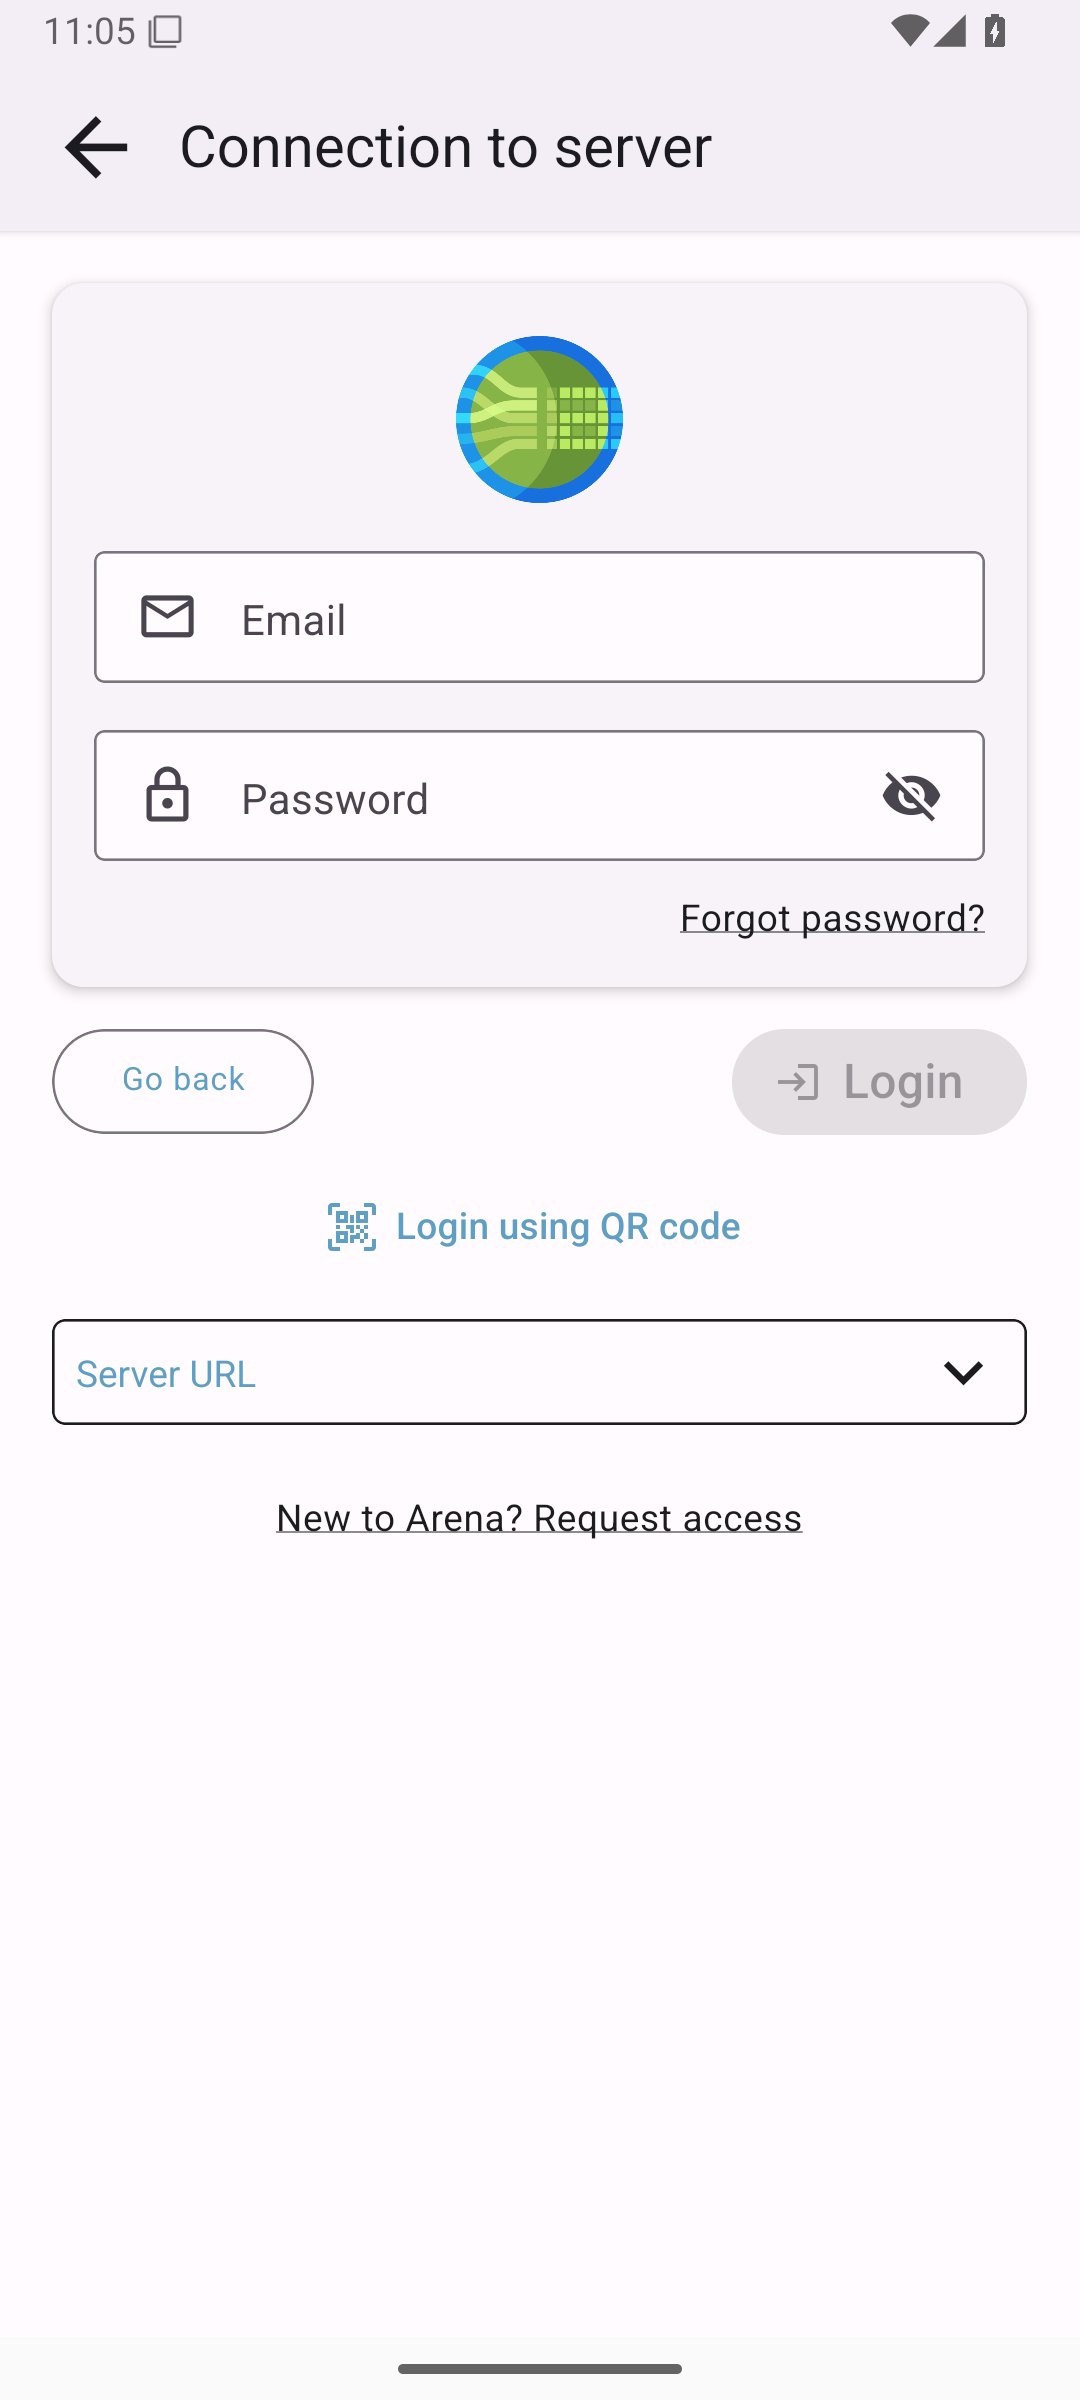 11:05
Connection to server
Email
Password
Forgot password?
Go back
Login
Login using QR code
Server URL
New to Arena? Request access